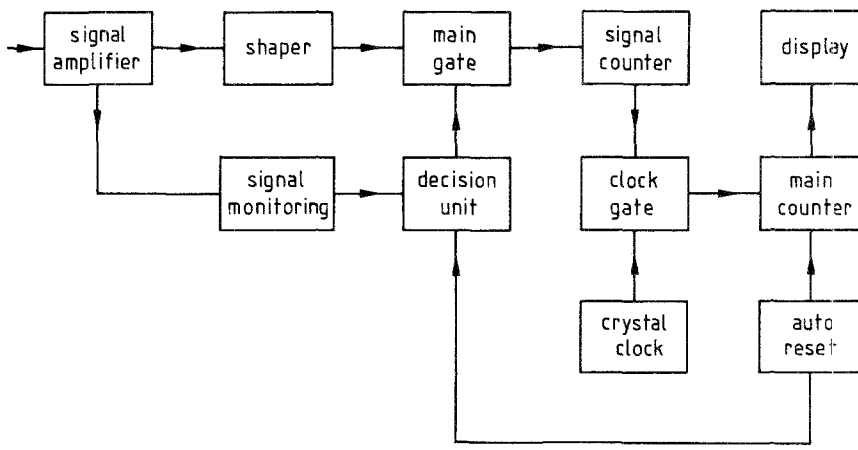 signal
amplifier
shaper
main
gate
signal
counter
display
signal
monitoring
decision
unit
clock
gate
main
counter
crystal
clock
auto
reset